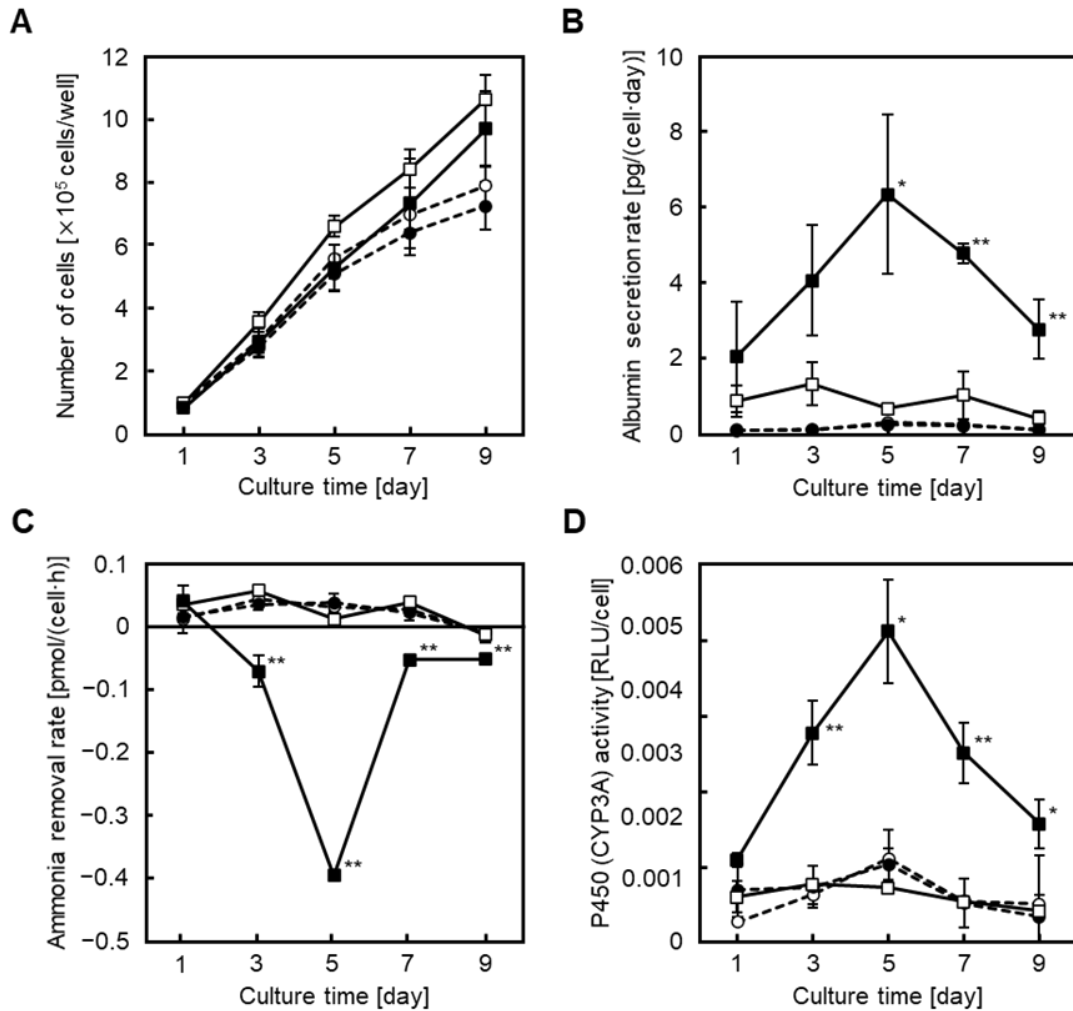 A
Number of cells [×10⁵ cells/well]
12
10
8
6
4
2
0
1 3 5 7 9
Culture time [day]
B
Albumin secretion rate [pg/(cell·day)]
10
8
6
4
2
0
*
**
**
1 3 5 7 9
Culture time [day]
C
Ammonia removal rate [pmol/(cell·h)]
0.1
0
−0.1
−0.2
−0.3
−0.4
−0.5
**
**
**
**
1 3 5 7 9
Culture time [day]
D
P450 (CYP3A) activity [RLU/cell]
0.006
0.005
0.004
0.003
0.002
0.001
0
**
*
**
*
1 3 5 7 9
Culture time [day]